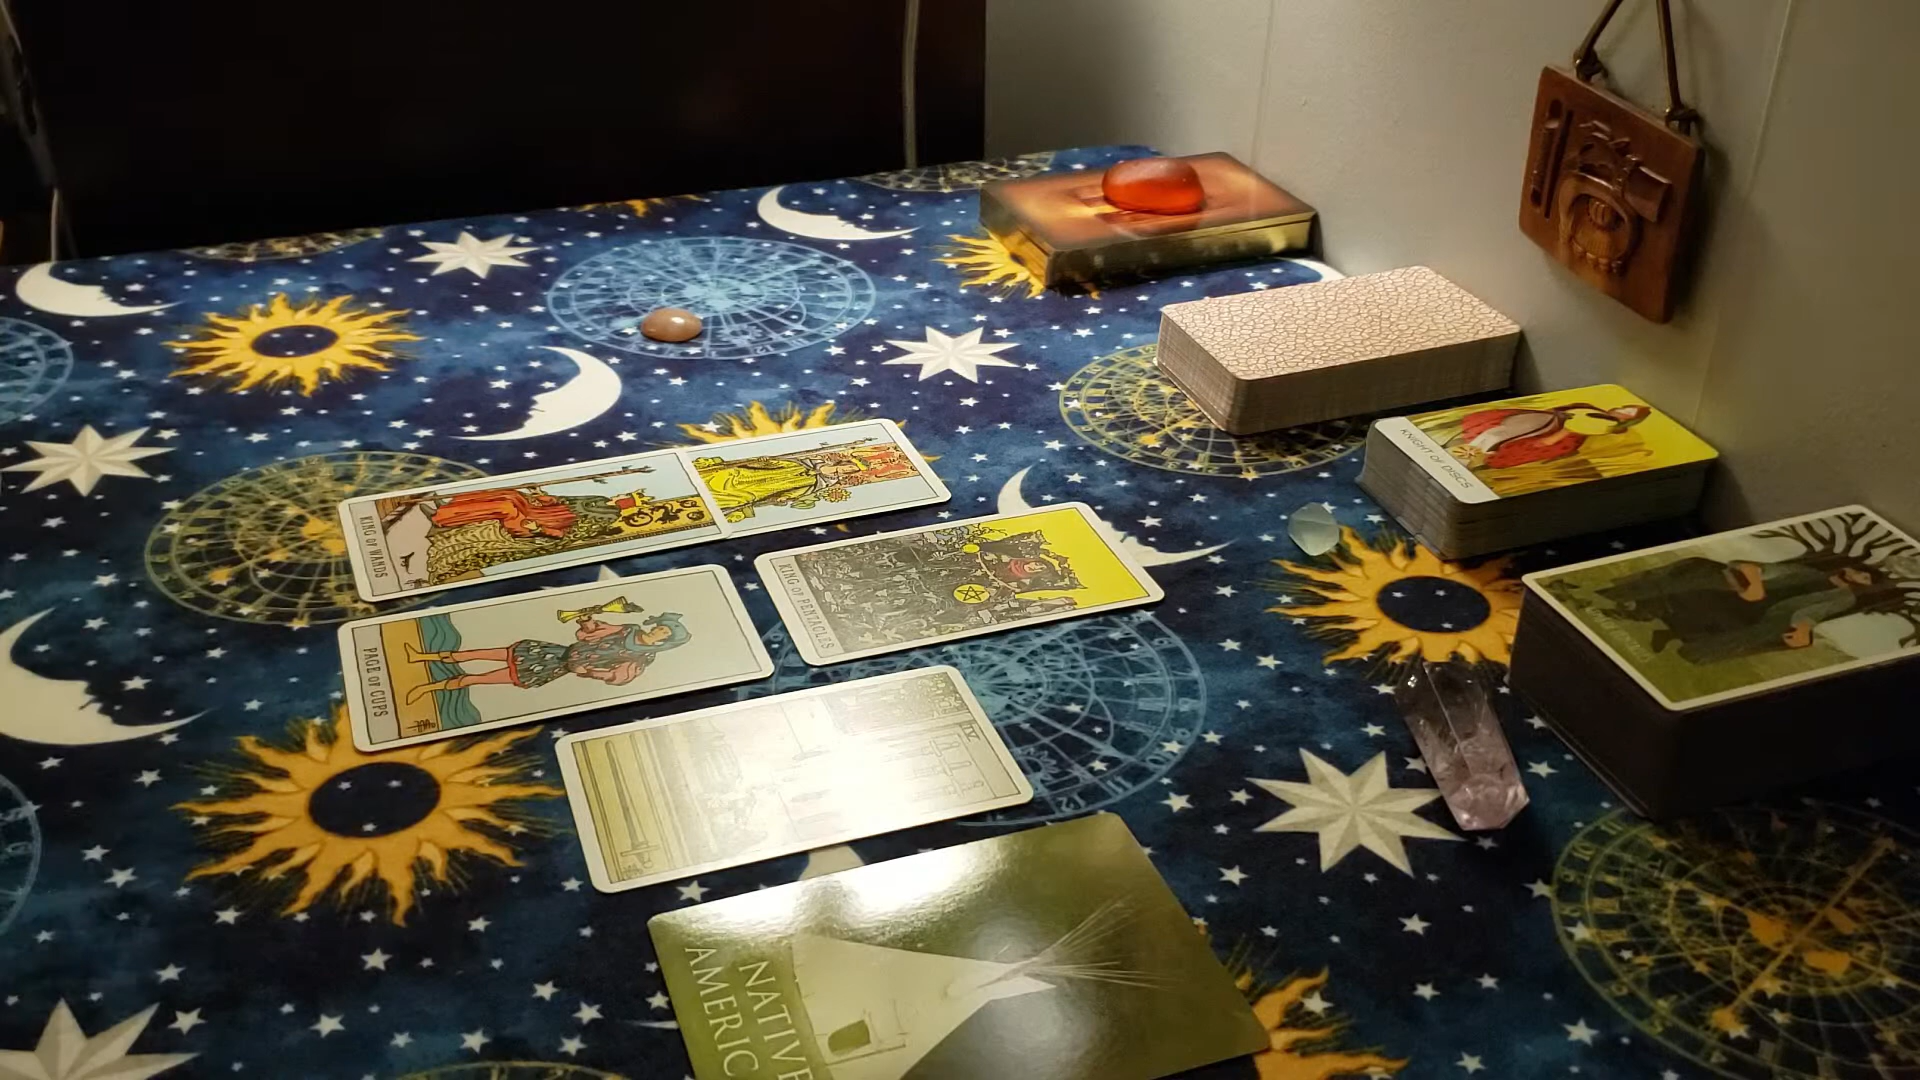 KING OF WANDS
KING OF PENTACLES
PAGE OF CUPS
KNIGHT OF DISCS
NATIVE
AMERIC